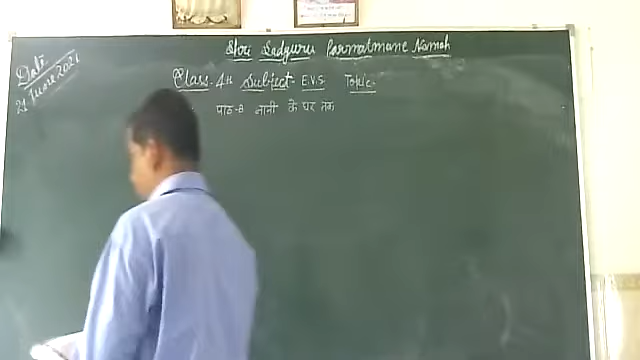 Shri Sadguru Parmatmane Namah
Date
21 June 2021
Class- 4th Subject- E.V.S. Topic-
पाठ-8 नानी के घर तक